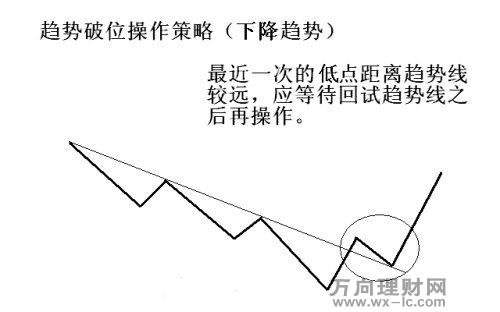 趋势破位操作策略（下降趋势）
最近一次的低点距离趋势线
较远，应等待回试趋势线之
后再操作。
万向理财网
www.wx-lc.com